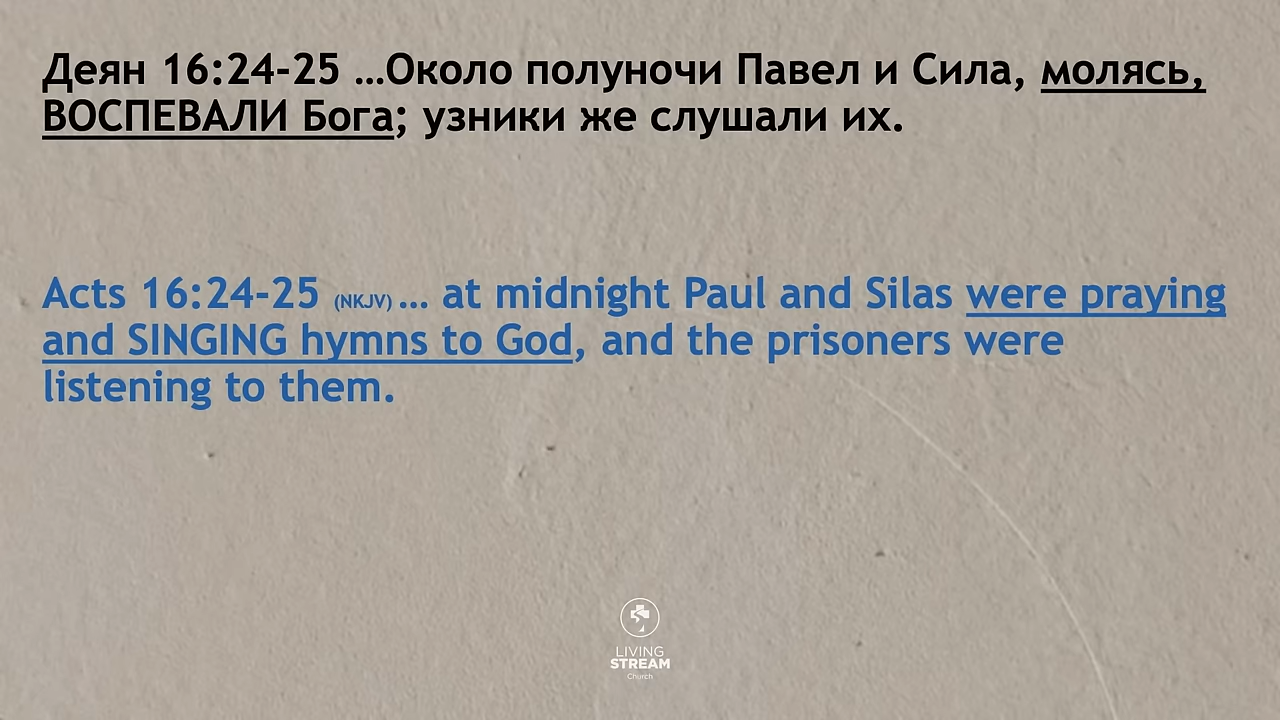 Деян 16:24-25 …Около полуночи Павел и Сила, молясь,
ВОСПЕВАЛИ Бога; узники же слушали их.
Acts 16:24-25 (NKJV) … at midnight Paul and Silas were praying
and SINGING hymns to God, and the prisoners were
listening to them.
LIVING
STREAM
Church